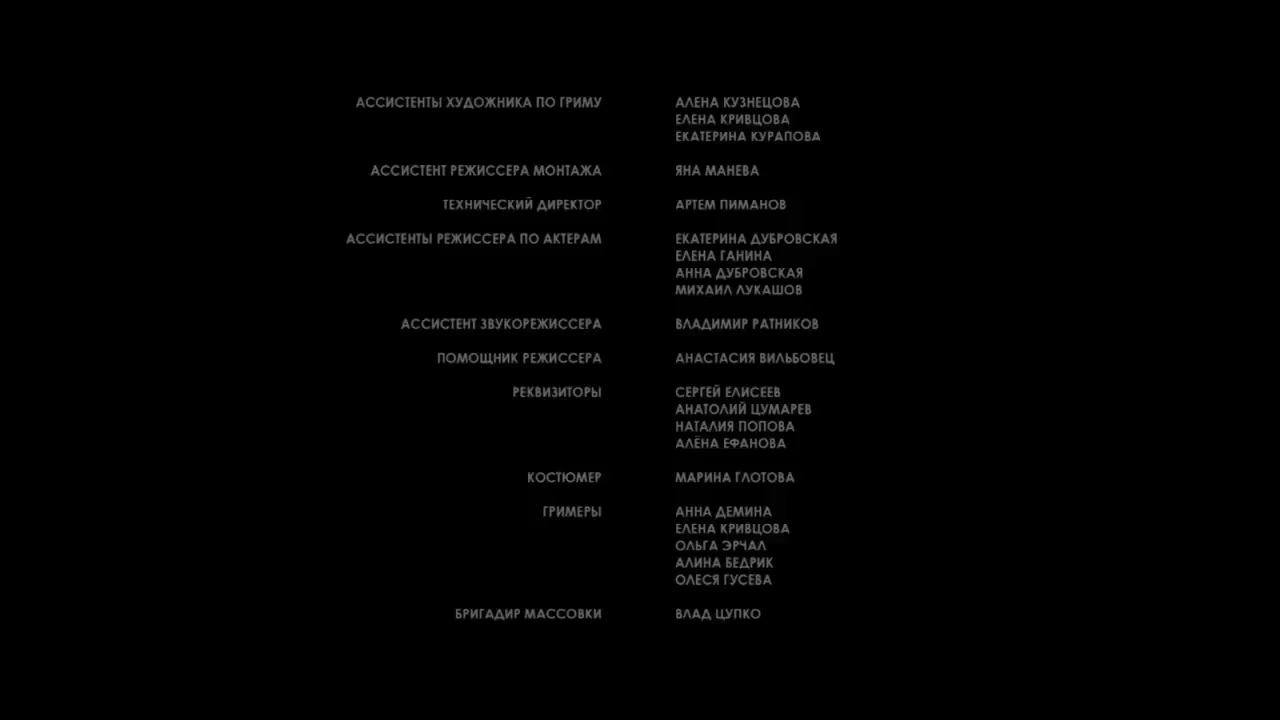 АССИСТЕНТЫ ХУДОЖНИКА ПО ГРИМУ АЛЕНА КУЗНЕЦОВА
ЕЛЕНА КРИВЦОВА
ЕКАТЕРИНА КУРАПОВА
АССИСТЕНТ РЕЖИССЕРА МОНТАЖА ЯНА МАНЕВА
ТЕХНИЧЕСКИЙ ДИРЕКТОР АРТЕМ ПИМАНОВ
АССИСТЕНТЫ РЕЖИССЕРА ПО АКТЕРАМ ЕКАТЕРИНА ДУБРОВСКАЯ
ЕЛЕНА ГАНИНА
АННА ДУБРОВСКАЯ
МИХАИЛ ЛУКАШОВ
АССИСТЕНТ ЗВУКОРЕЖИССЕРА ВЛАДИМИР РАТНИКОВ
ПОМОЩНИК РЕЖИССЕРА АНАСТАСИЯ ВИЛЬБОВЕЦ
РЕКВИЗИТОРЫ СЕРГЕЙ ЕЛИСЕЕВ
АНАТОЛИЙ ЦУМАРЕВ
НАТАЛИЯ ПОПОВА
АЛЁНА ЕФАНОВА
КОСТЮМЕР МАРИНА ГЛОТОВА
ГРИМЕРЫ АННА ДЕМИНА
ЕЛЕНА КРИВЦОВА
ОЛЬГА ЭРЧАЛ
АЛИНА БЕДРИК
ОЛЕСЯ ГУСЕВА
БРИГАДИР МАССОВКИ ВЛАД ЦУПКО